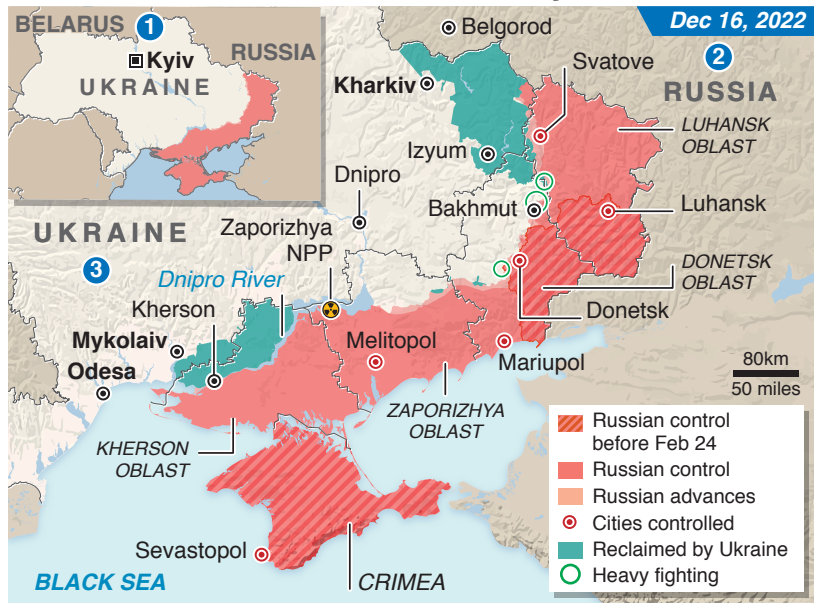 Dec 16, 2022
BELARUS
1
Kyiv
UKRAINE
RUSSIA
Belgorod
2
RUSSIA
Svatove
Kharkiv
LUHANSK
OBLAST
Izyum
Dnipro
Bakhmut
Luhansk
UKRAINE
3
Zaporizhya
NPP
Dnipro River
DONETSK
OBLAST
Kherson
Donetsk
Mykolaiv
Melitopol
Mariupol
Odesa
80km
50 miles
ZAPORIZHYA
OBLAST
KHERSON
OBLAST
Russian control
before Feb 24
Russian control
Russian advances
Cities controlled
Reclaimed by Ukraine
Heavy fighting
Sevastopol
BLACK SEA
CRIMEA